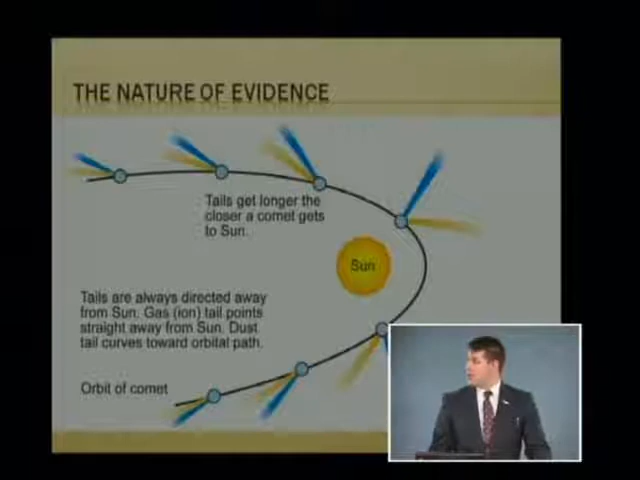 THE NATURE OF EVIDENCE
Tails get longer the
closer a comet gets
to Sun.
Sun
Tails are always directed away
from Sun. Gas (ion) tail points
straight away from Sun. Dust
tail curves toward orbital path.
Orbit of comet